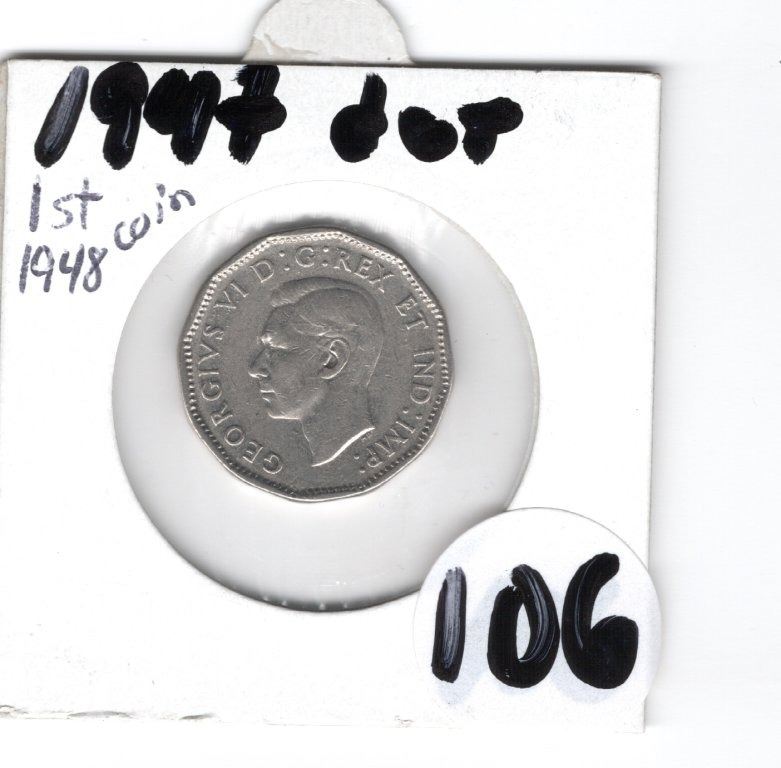 1947 dot
1st coin
1948
GEORGIVS VI D:G:REX ET IND:IMP:
106